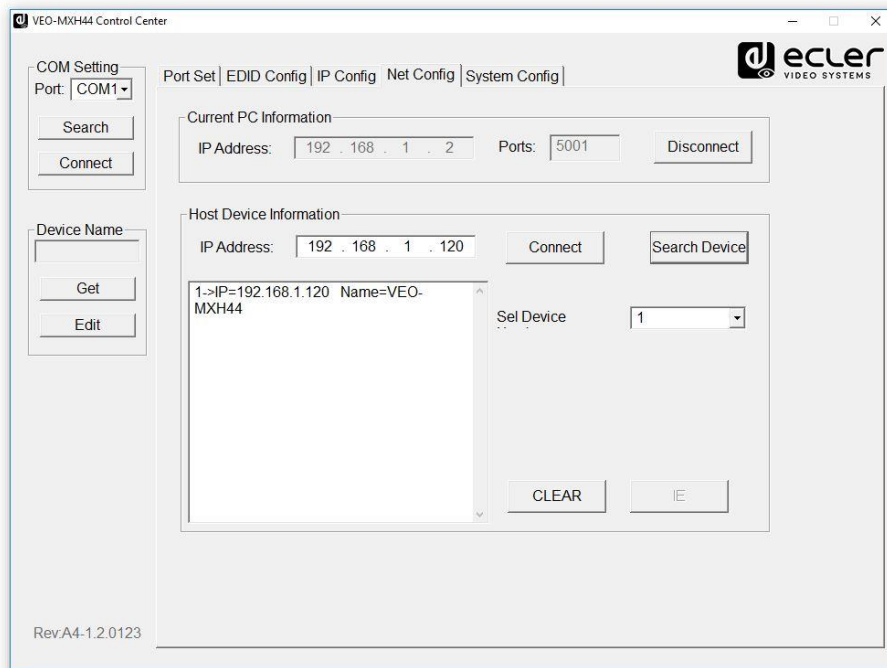 VEO-MXH44 Control Center
ecler
VIDEO SYSTEMS
COM Setting
Port: COM1
Search
Connect
Device Name
Get
Edit
Rev:A4-1.2.0123
Port Set EDID Config IP Config Net Config System Config
Current PC Information
IP Address: 192 . 168 . 1 . 2 Ports: 5001 Disconnect
Host Device Information
IP Address: 192 . 168 . 1 . 120 Connect Search Device
1->IP=192.168.1.120 Name=VEO-
MXH44
Sel Device 1
CLEAR IE